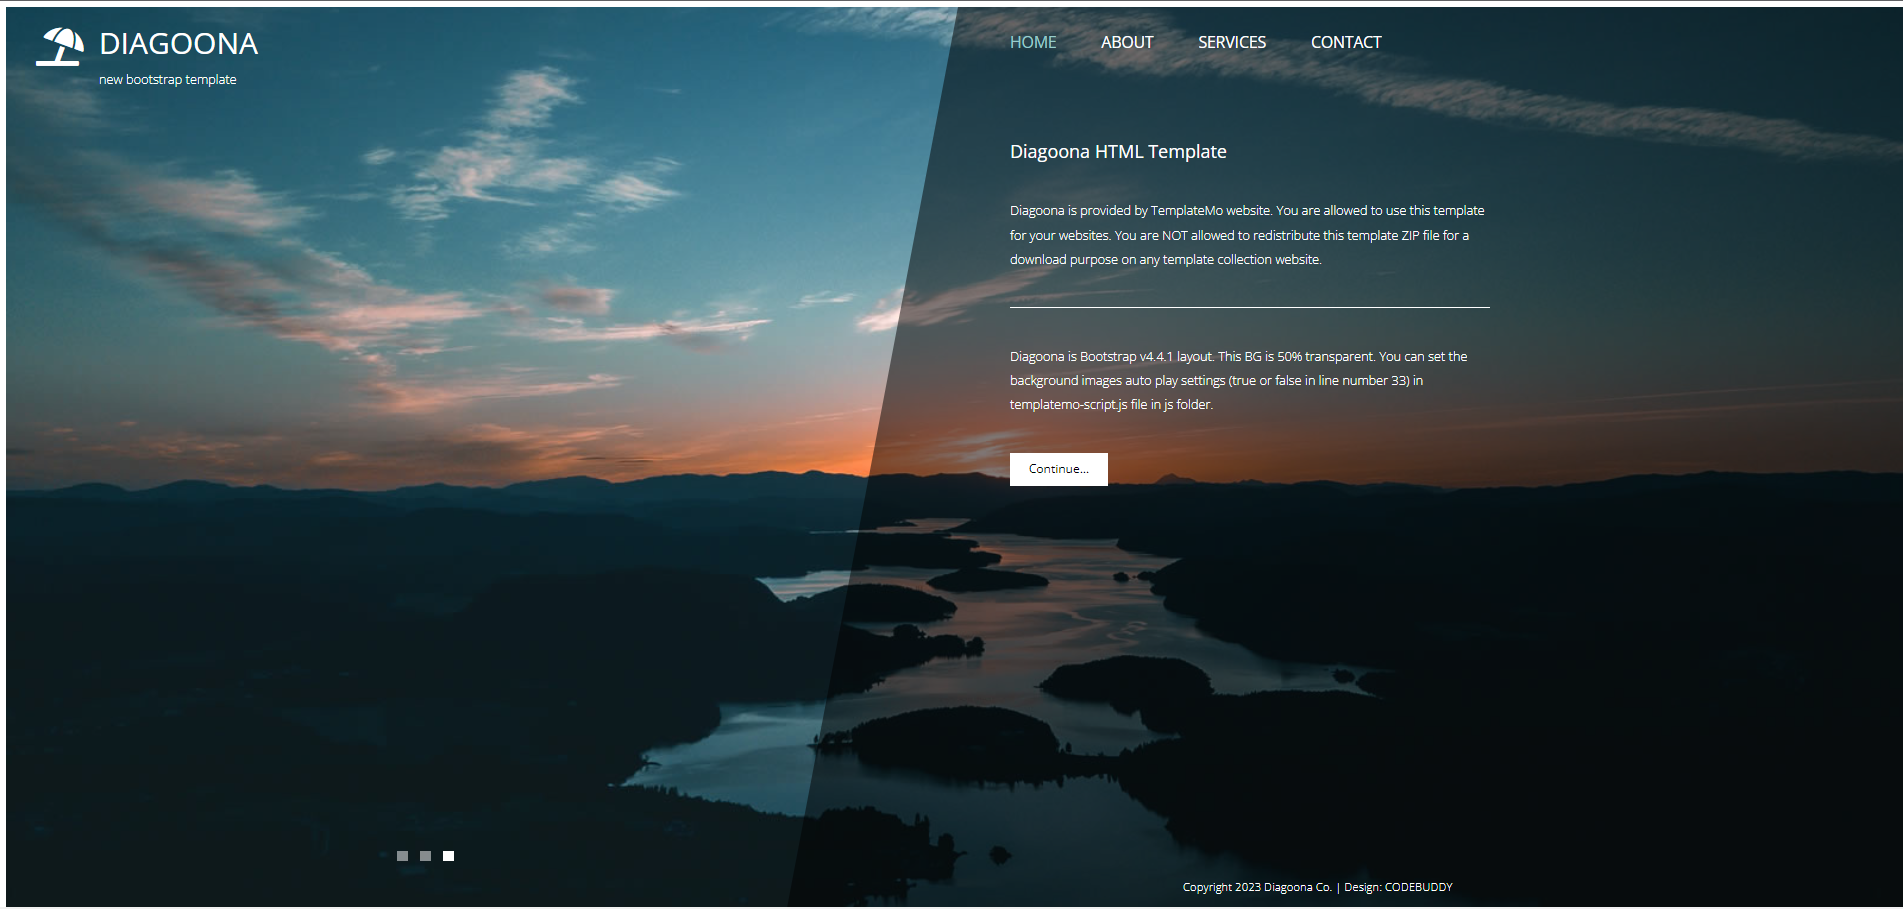 DIAGOONA
new bootstrap template
HOME ABOUT SERVICES CONTACT
Diagoona HTML Template
Diagoona is provided by TemplateMo website. You are allowed to use this template
for your websites. You are NOT allowed to redistribute this template ZIP file for a
download purpose on any template collection website.
Diagoona is Bootstrap v4.4.1 layout. This BG is 50% transparent. You can set the
background images auto play settings (true or false in line number 33) in
templatemo-script.js file in js folder.
Continue...
Copyright 2023 Diagoona Co. | Design: CODEBUDDY